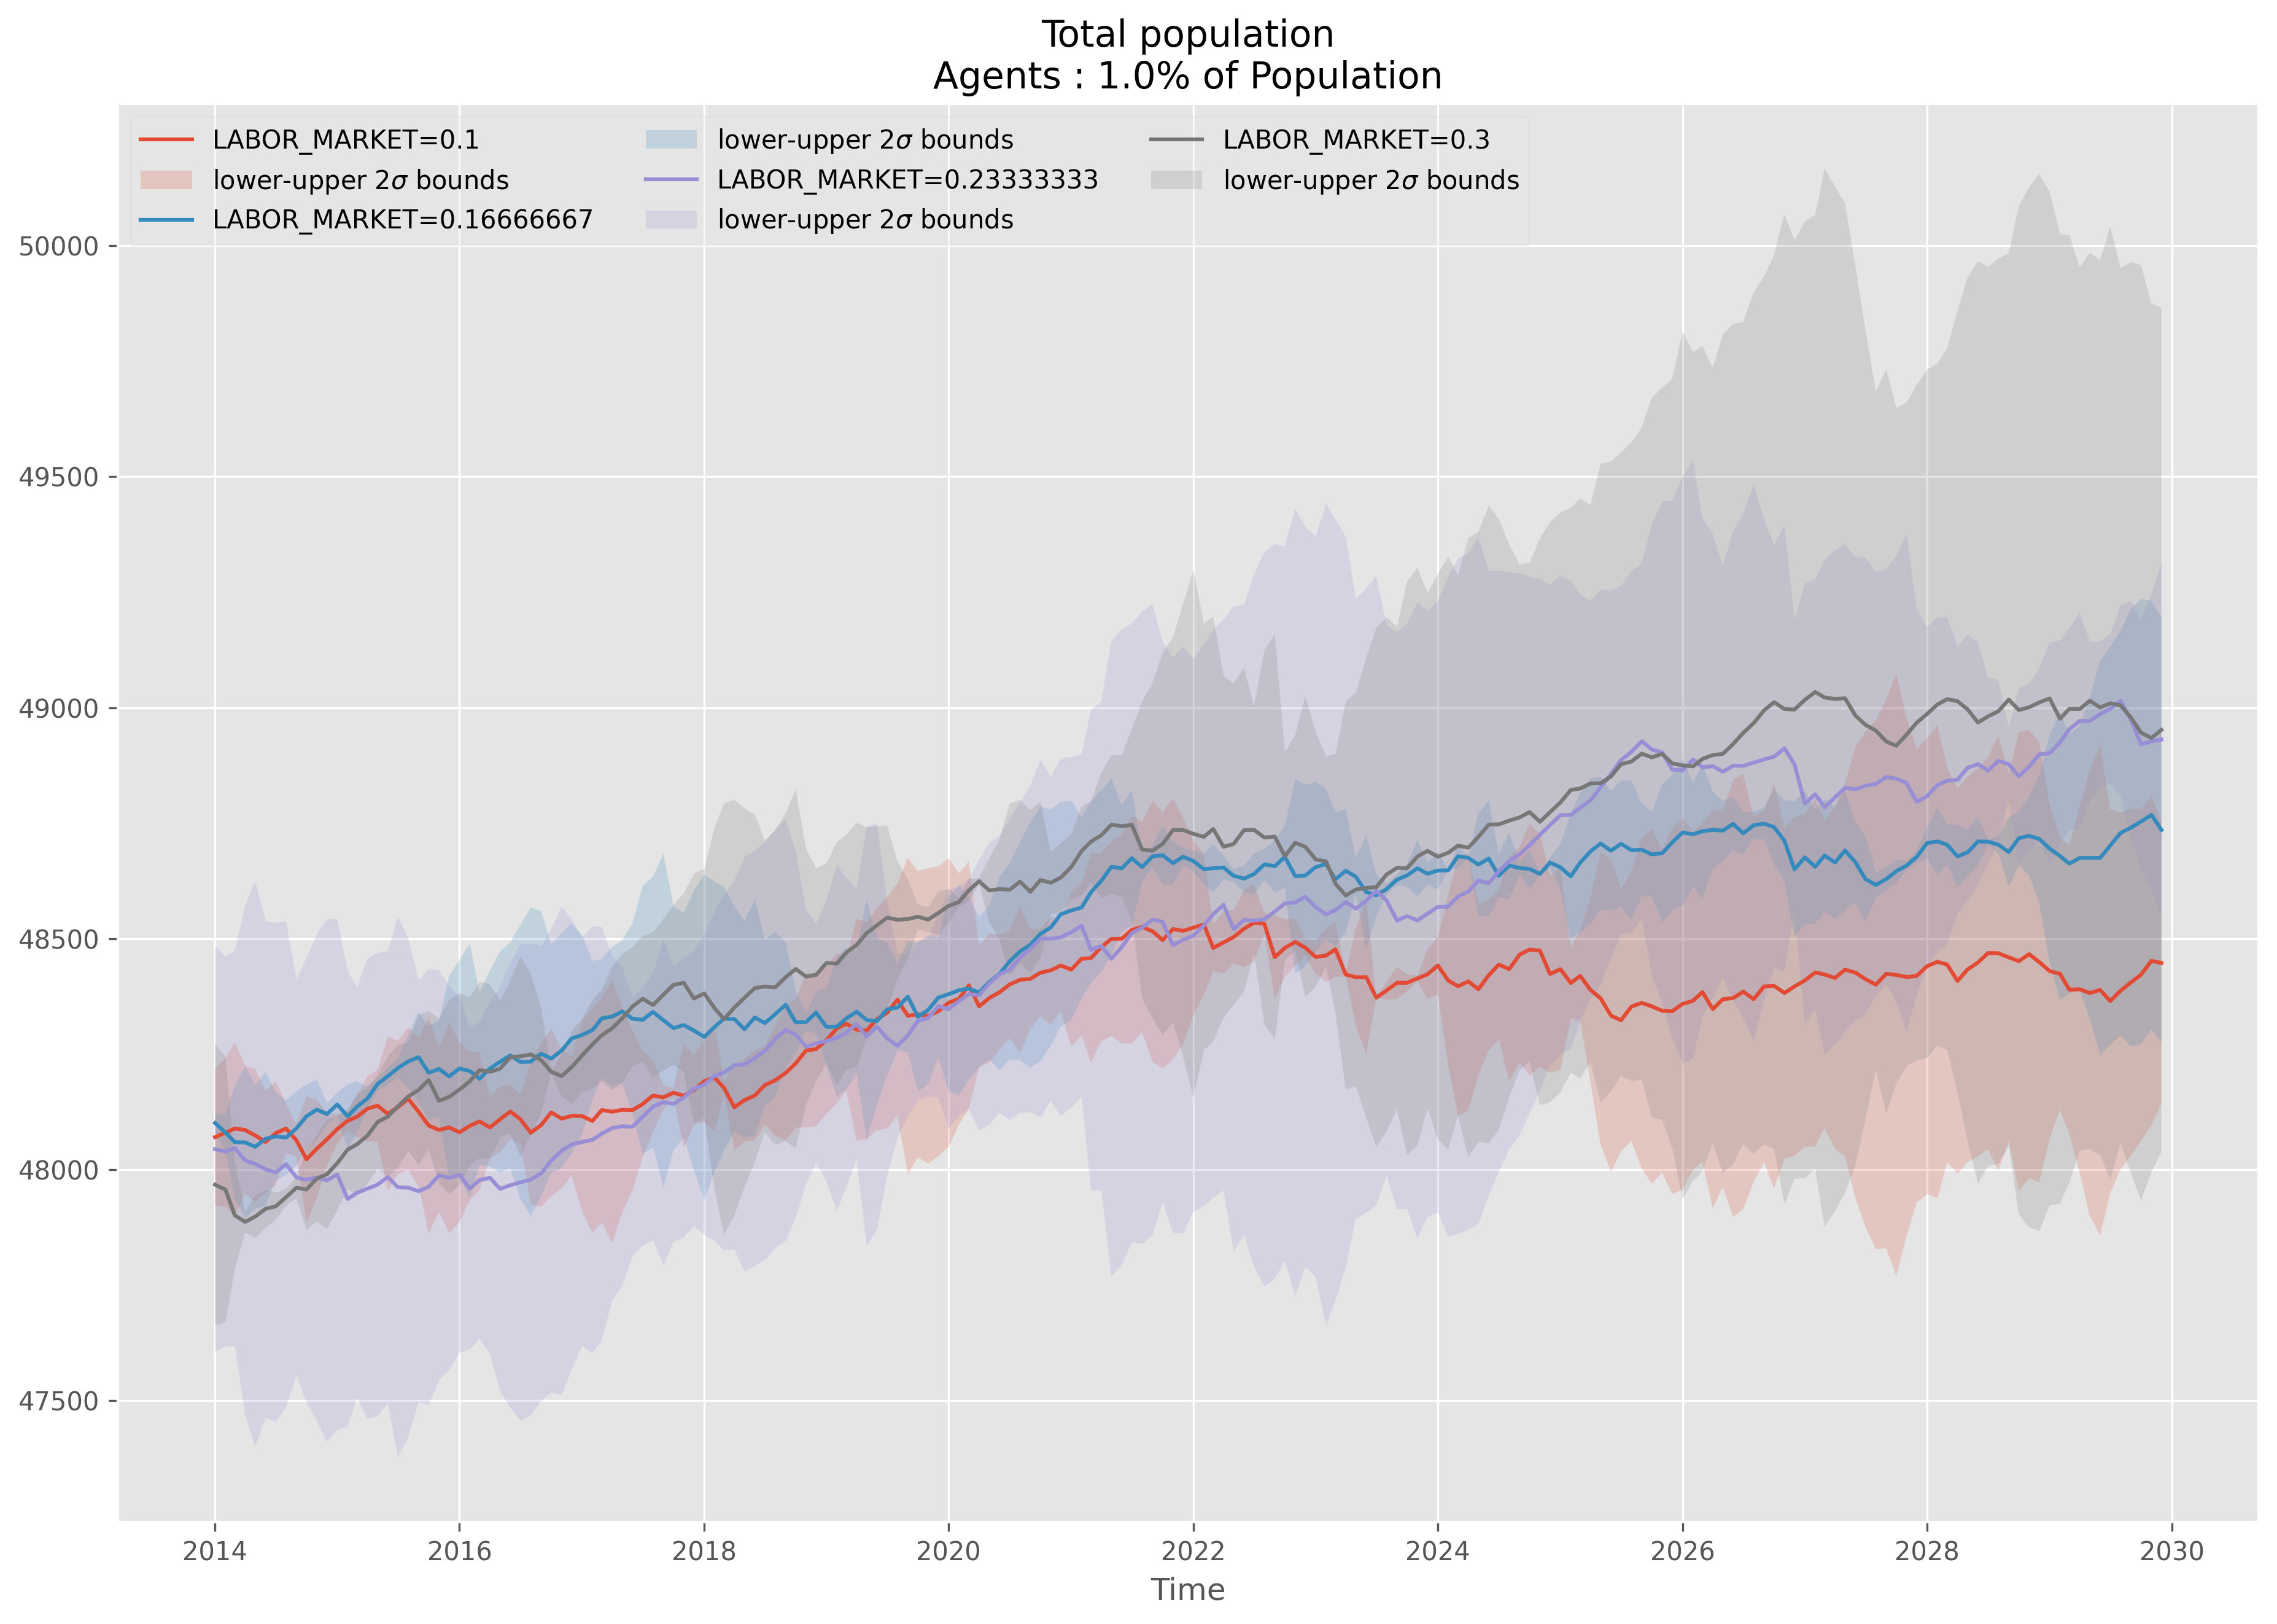 Total population
Agents : 1.0% of Population
LABOR_MARKET=0.1
lower-upper 2σ bounds
LABOR_MARKET=0.16666667
lower-upper 2σ bounds
LABOR_MARKET=0.23333333
lower-upper 2σ bounds
LABOR_MARKET=0.3
lower-upper 2σ bounds
50000
49500
49000
48500
48000
47500
2014 2016 2018 2020 2022 2024 2026 2028 2030
Time